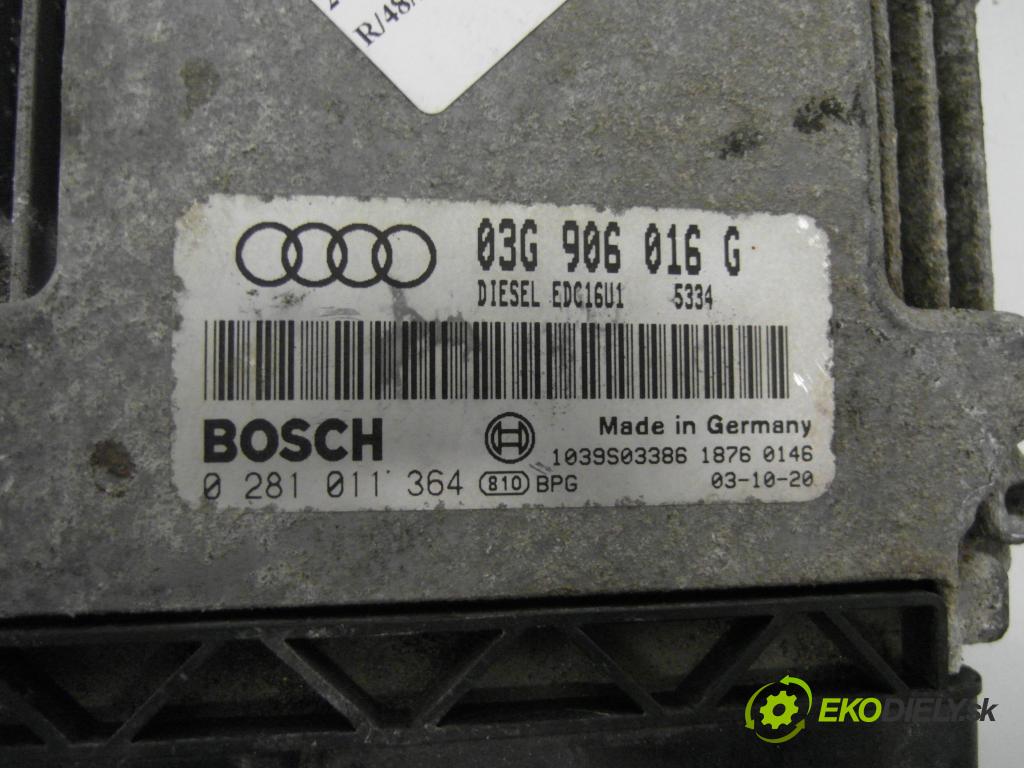 R/48/
03G 906 016 G
DIESEL EDC16U1 5334
BOSCH
Made in Germany
1039S03386 1876 0146
0 281 011 364 810 BPG 03-10-20
EKODIELY.sk